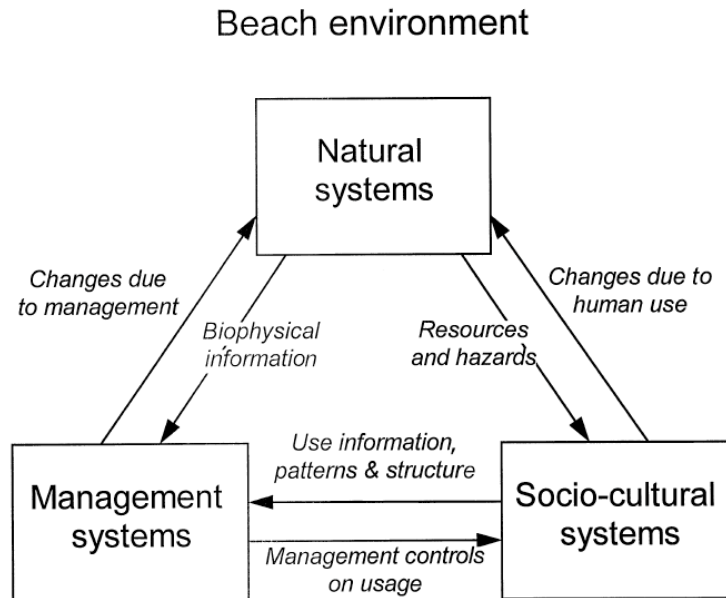 Beach environment
Natural
systems
Changes due
to management
Changes due to
human use
Biophysical
information
Resources
and hazards
Use information,
patterns & structure
Management
systems
Socio-cultural
systems
Management controls
on usage